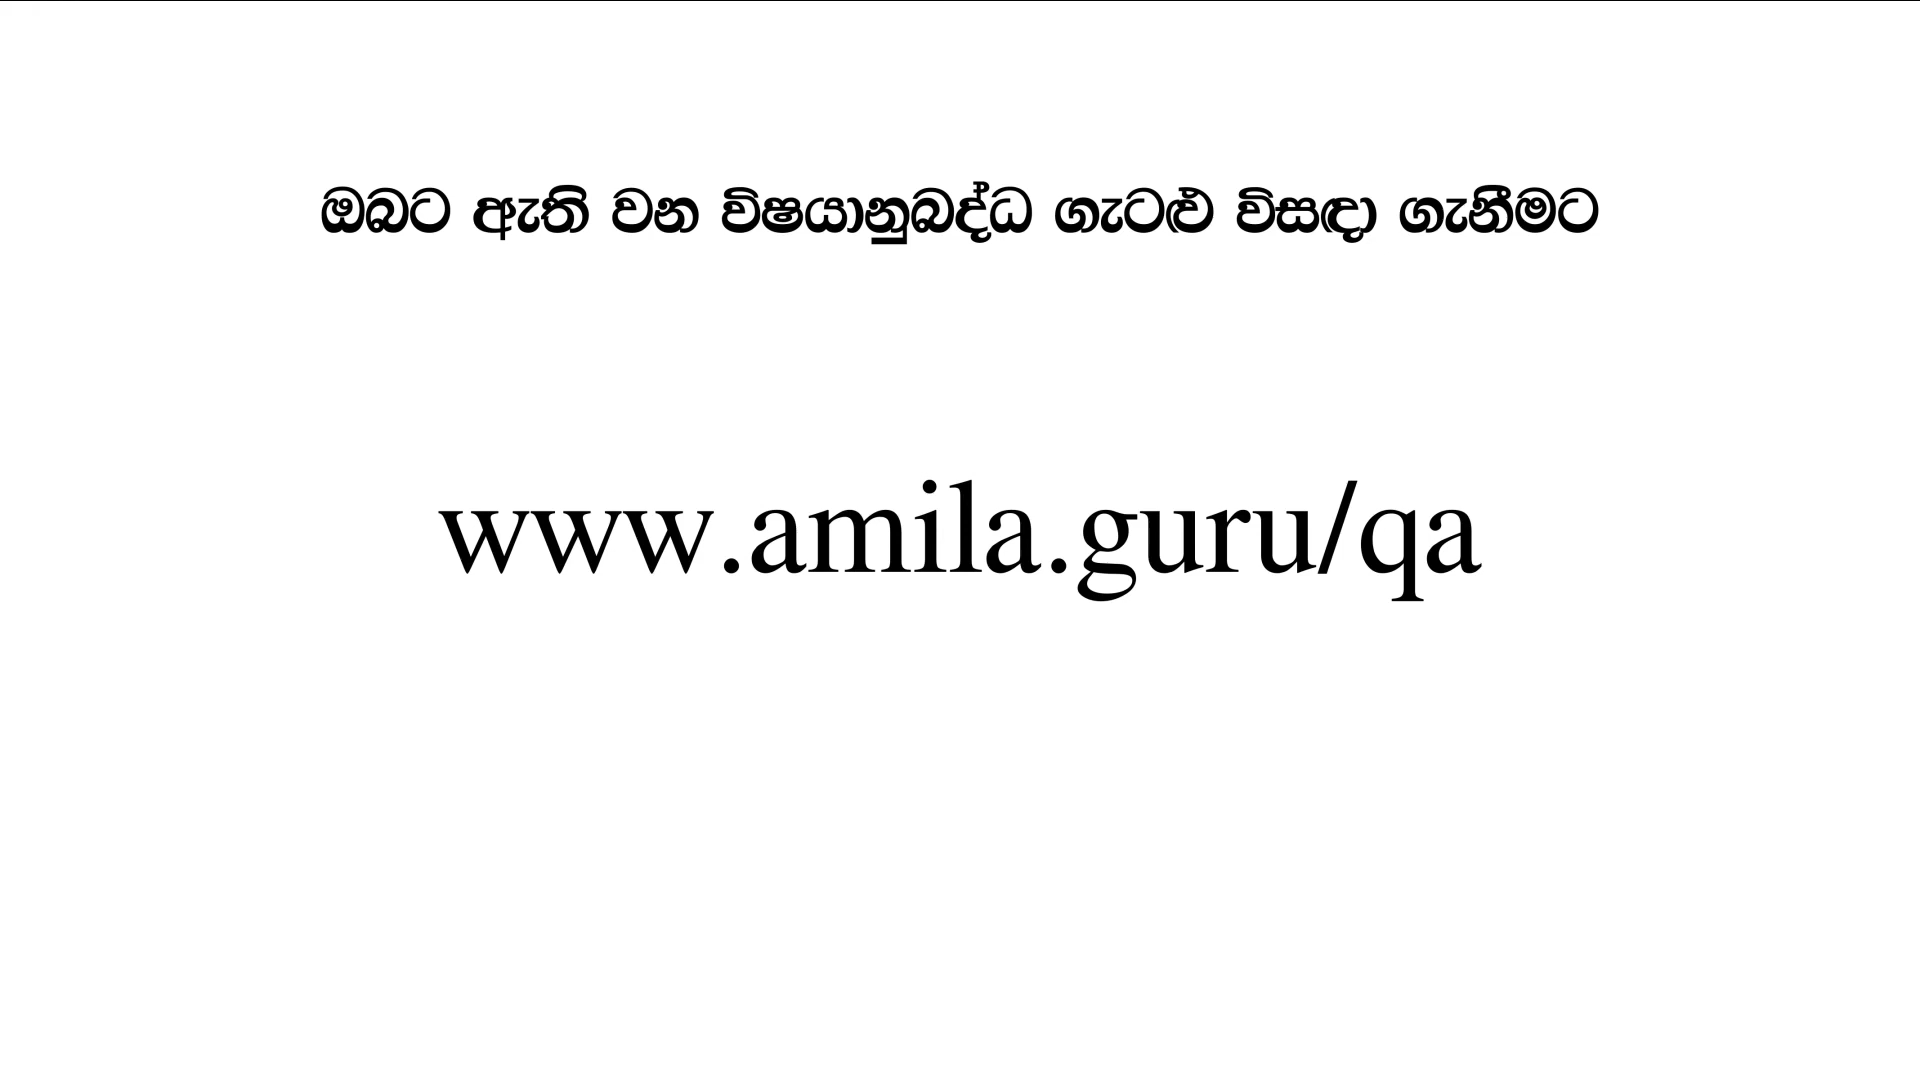 ඔබට ඇති වන විෂයානුබද්ධ ගැටළු විසඳා ගැනීමට
www.amila.guru/qa